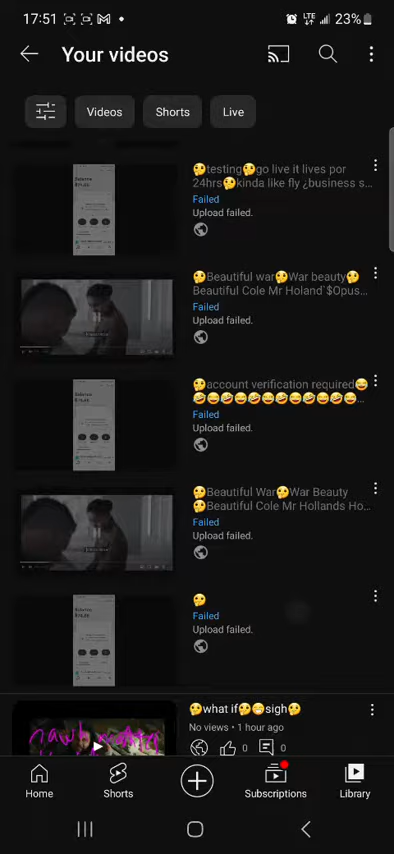 17:51 LTE 23%
Your videos
Videos Shorts Live
🤔testing🤔go live it lives por
24hrs🤔kinda like fly ¿business s...
Failed
Upload failed.
🤔Beautiful war🤔War beauty🤔
Beautiful Cole Mr Holand`$Opus...
Failed
Upload failed.
🤔account verification required😂
🤣😂🤣😂🤣😂🤣😂🤣😂🤣😂...
Failed
Upload failed.
🤔Beautiful War🤔War Beauty
🤔Beautiful Cole Mr Hollands Ho...
Failed
Upload failed.
🤔
Failed
Upload failed.
🤔what if🤔😁sigh🤔
No views • 1 hour ago
0 0
Home Shorts Subscriptions Library